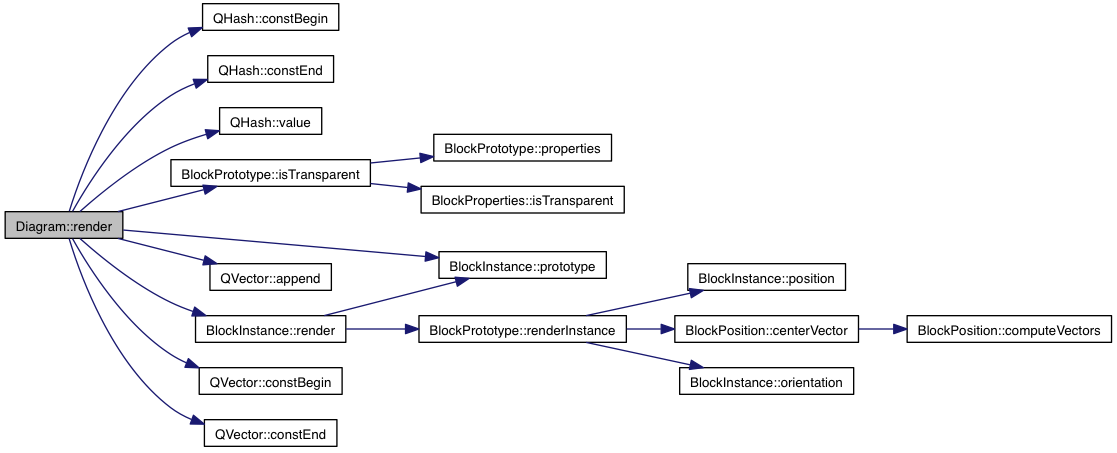 QHash::constBegin
QHash::constEnd
QHash::value
BlockPrototype::properties
BlockPrototype::isTransparent
BlockProperties::isTransparent
Diagram::render
BlockInstance::prototype
QVector::append
BlockInstance::position
BlockInstance::render
BlockPrototype::renderInstance
BlockPosition::centerVector
BlockPosition::computeVectors
QVector::constBegin
BlockInstance::orientation
QVector::constEnd